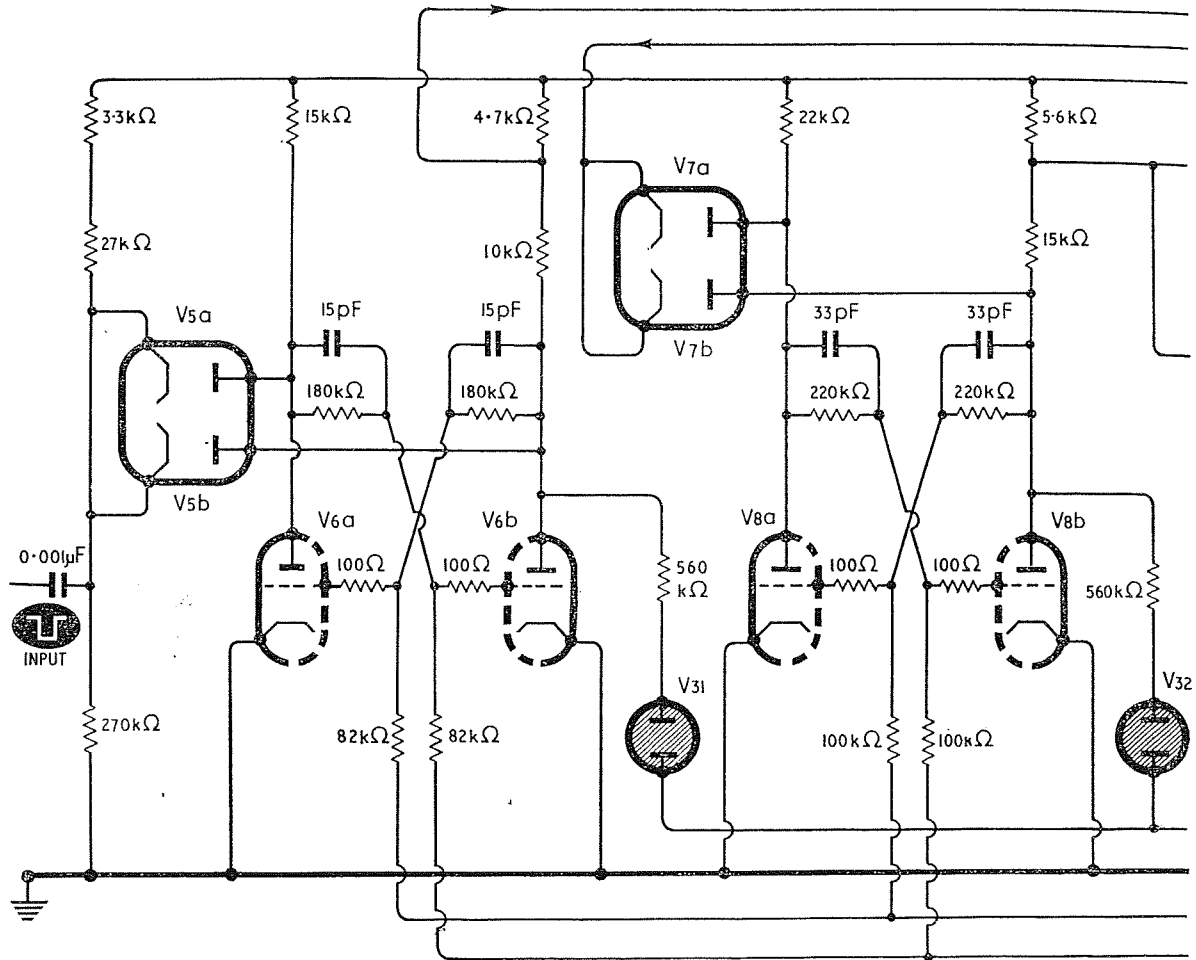 3·3kΩ
15kΩ
4·7kΩ
22kΩ
5·6kΩ
V7a
27kΩ
10kΩ
15kΩ
V5a
15pF
15pF
V7b
33pF
33pF
180kΩ
180kΩ
220kΩ
220kΩ
V5b
V6a
V6b
V8a
V8b
0·001µF
100Ω
100Ω
560
kΩ
100Ω
100Ω
560kΩ
INPUT
V31
V32
270kΩ
82kΩ
82kΩ
100kΩ
100kΩ